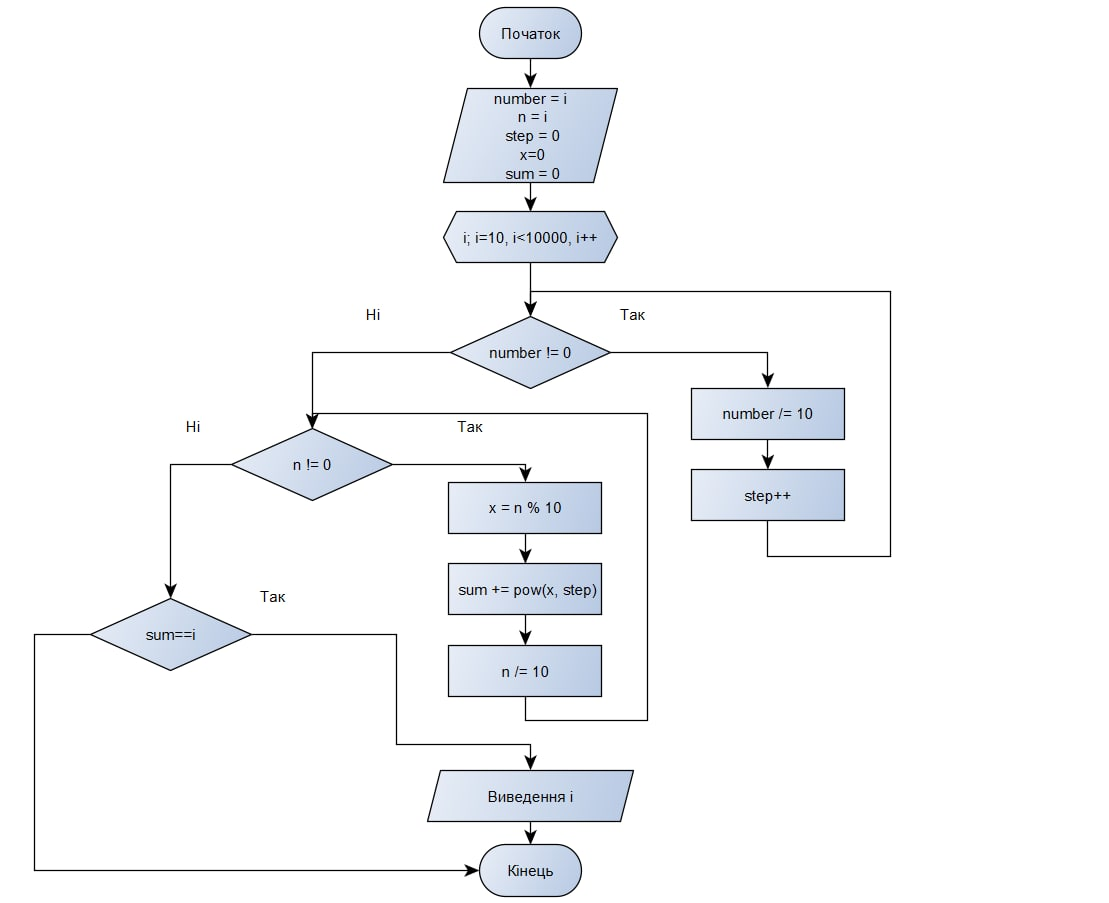 Початок
number = i
n = i
step = 0
x=0
sum = 0
i; i=10, i<10000, i++
Ні
Так
number != 0
number /= 10
step++
Ні
Так
n != 0
x = n % 10
sum += pow(x, step)
n /= 10
Так
sum==i
Виведення i
Кінець